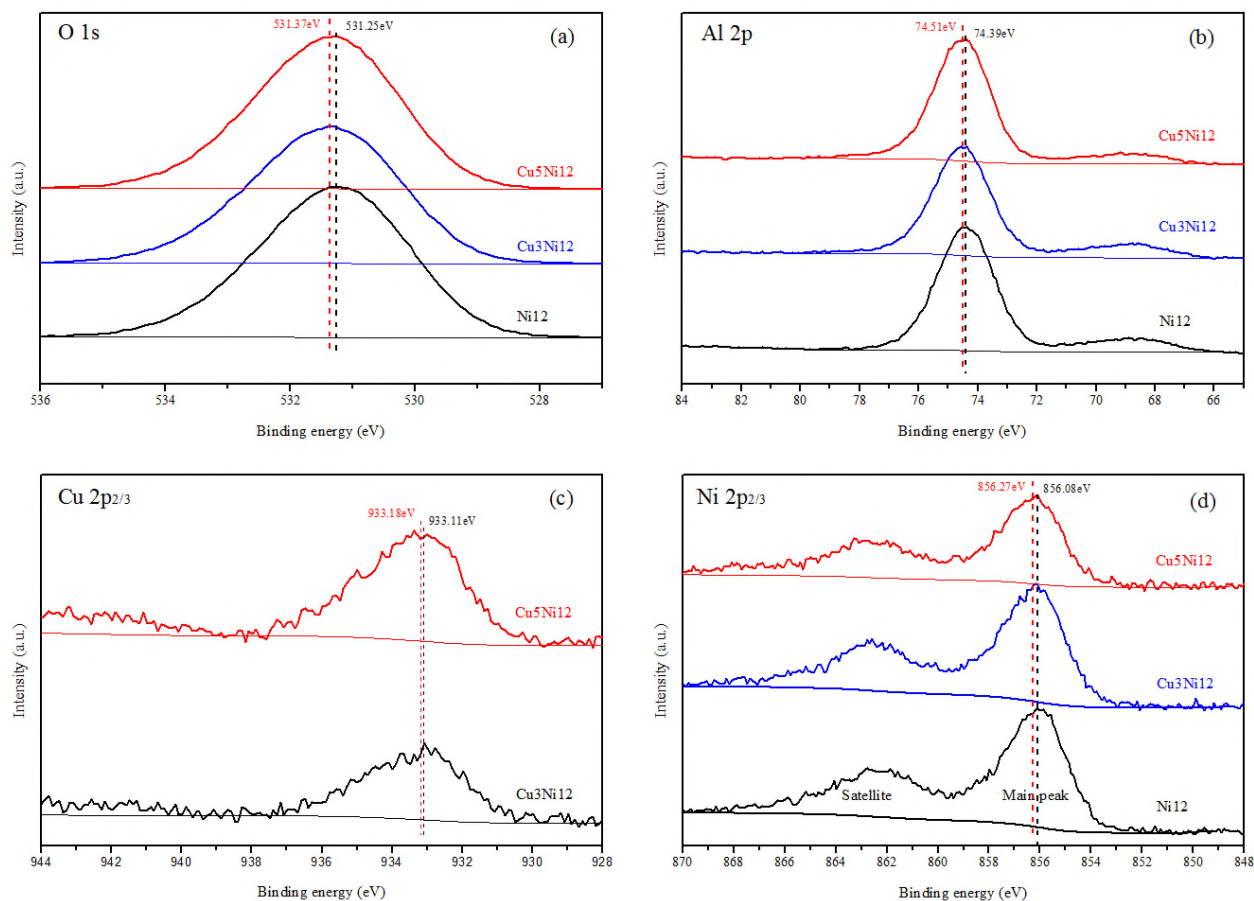 531.37eV 531.25eV
O 1s (a)
Cu5Ni12
Cu3Ni12
Ni12
Intensity (a.u.)
536 534 532 530 528
Binding energy (eV)
74.51eV 74.39eV
Al 2p (b)
Cu5Ni12
Cu3Ni12
Ni12
Intensity (a.u.)
84 82 80 78 76 74 72 70 68 66
Binding energy (eV)
Cu 2p2/3 (c)
933.18eV 933.11eV
Cu5Ni12
Cu3Ni12
Intensity (a.u.)
944 942 940 938 936 934 932 930 928
Binding energy (eV)
Ni 2p2/3 (d)
856.27eV 856.08eV
Cu5Ni12
Cu3Ni12
Satellite Main peak Ni12
Intensity (a.u.)
870 868 866 864 862 860 858 856 854 852 850 848
Binding energy (eV)